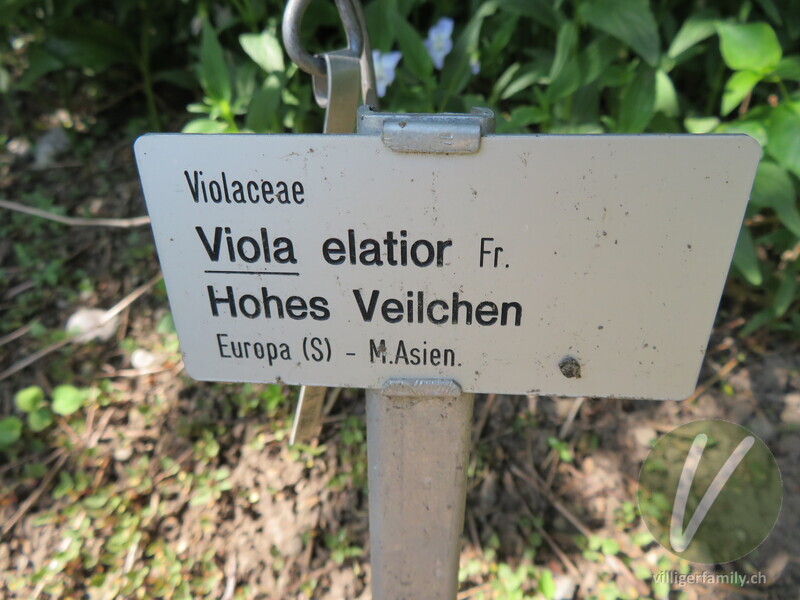 Violaceae
Viola elatior Fr.
Hohes Veilchen
Europa (S) - M.Asien.
V
villigerfamily.ch